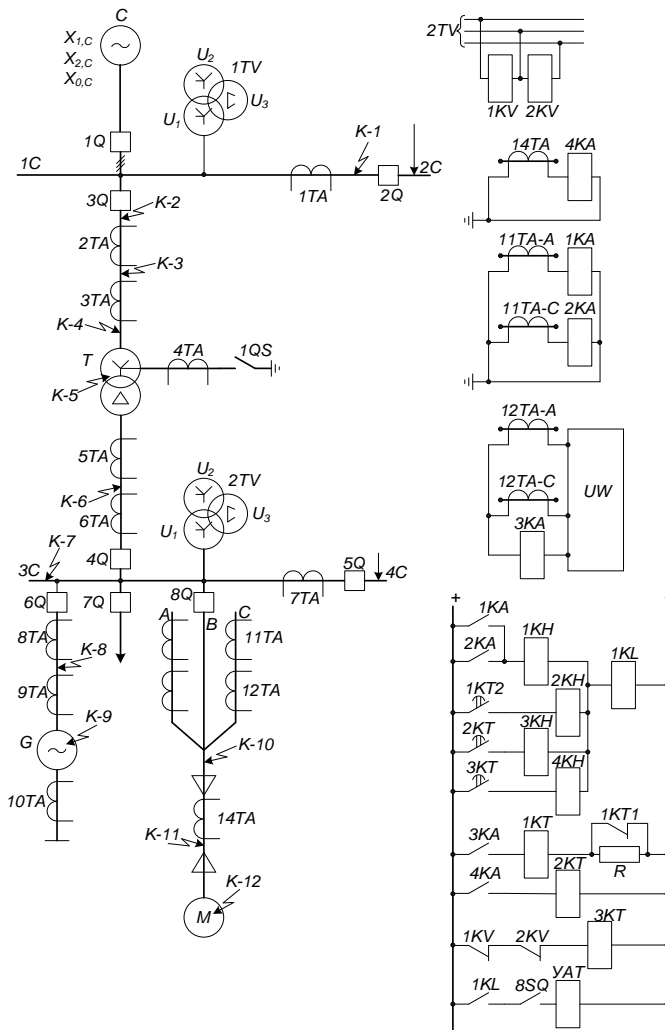 C
X1,C
X2,C
X0,C
1Q
1C
U2
1TV
U1
U3
K-1
1TA
2Q
2C
3Q
K-2
2TA
K-3
3TA
K-4
T
4TA
1QS
K-5
5TA
K-6
6TA
U2
2TV
U1
U3
4Q
K-7
3C
5Q
4C
7TA
6Q
7Q
8Q
8TA
A
B
C
11TA
K-8
9TA
12TA
G
K-9
K-10
10TA
14TA
K-11
K-12
M
2TV
1KV
2KV
14TA
4KA
11TA-A
1KA
11TA-C
2KA
12TA-A
12TA-C
UW
3KA
+
-
1KA
1KH
1KL
2KA
2KH
1KT2
3KH
2KT
4KH
3KT
1KT
1KT1
3KA
R
2KT
4KA
3KT
1KV
2KV
1KL
8SQ
УАТ